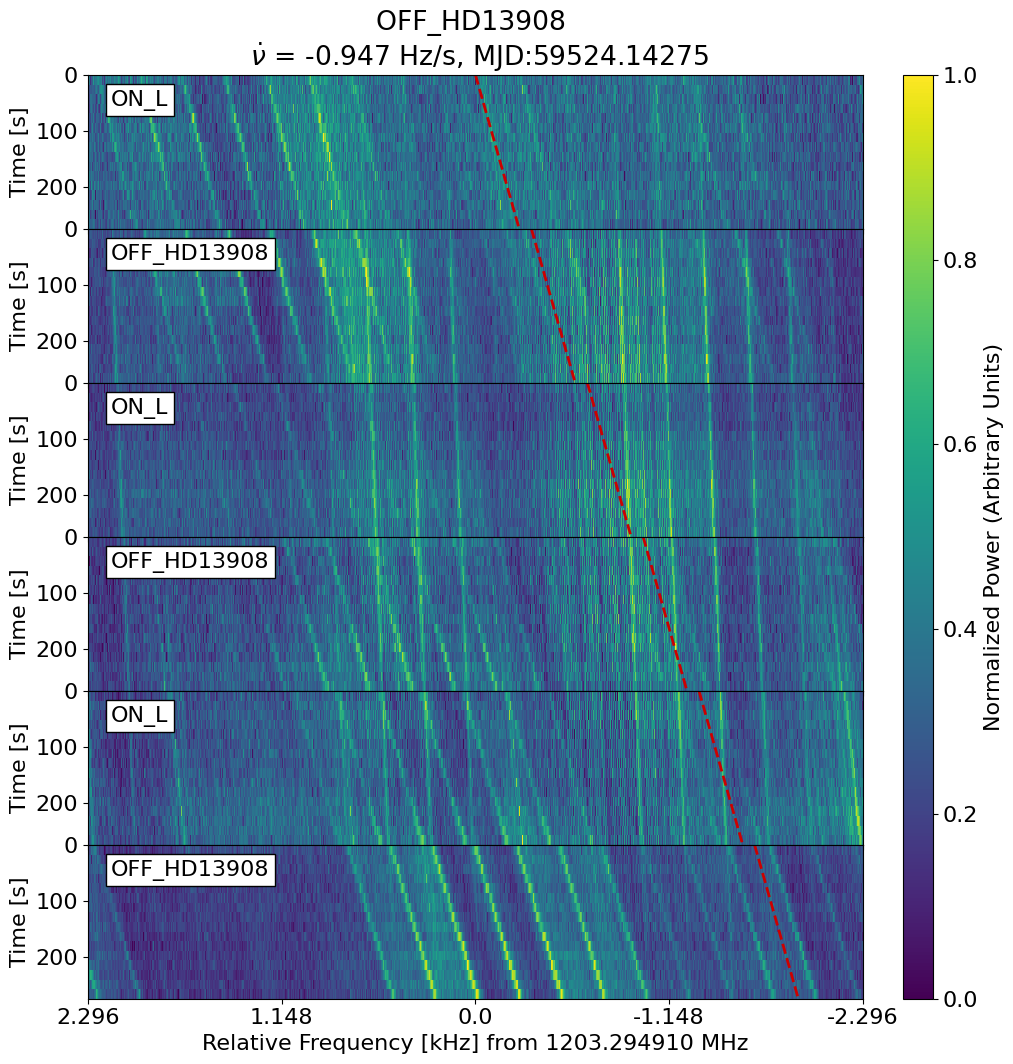 OFF_HD13908
ν̇ = -0.947 Hz/s, MJD:59524.14275
0
100
200
Time [s]
ON_L
0
100
200
Time [s]
OFF_HD13908
0
100
200
Time [s]
ON_L
0
100
200
Time [s]
OFF_HD13908
0
100
200
Time [s]
ON_L
0
100
200
Time [s]
OFF_HD13908
2.296 1.148 0.0 -1.148 -2.296
Relative Frequency [kHz] from 1203.294910 MHz
1.0
0.8
0.6
0.4
0.2
0.0
Normalized Power (Arbitrary Units)